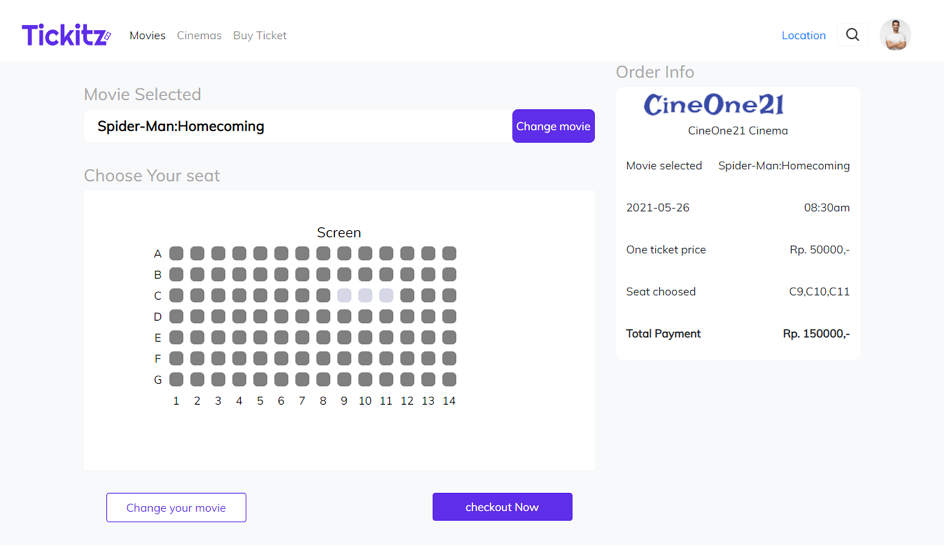 Tickitz
Movies Cinemas Buy Ticket
Location
Movie Selected
Spider-Man:Homecoming
Change movie
Choose Your seat
Screen
A
B
C
D
E
F
G
1 2 3 4 5 6 7 8 9 10 11 12 13 14
Change your movie
checkout Now
Order Info
CineOne21
CineOne21 Cinema
Movie selected Spider-Man:Homecoming
2021-05-26 08:30am
One ticket price Rp. 50000,-
Seat choosed C9,C10,C11
Total Payment Rp. 150000,-